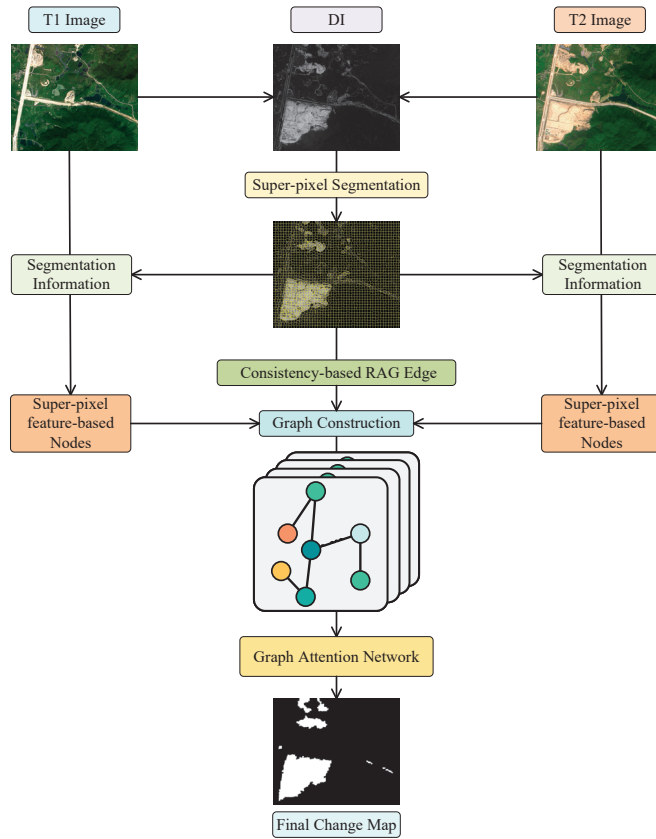 T1 Image
DI
T2 Image
Super-pixel Segmentation
Segmentation
Information
Segmentation
Information
Consistency-based RAG Edge
Super-pixel
feature-based
Nodes
Graph Construction
Super-pixel
feature-based
Nodes
Graph Attention Network
Final Change Map